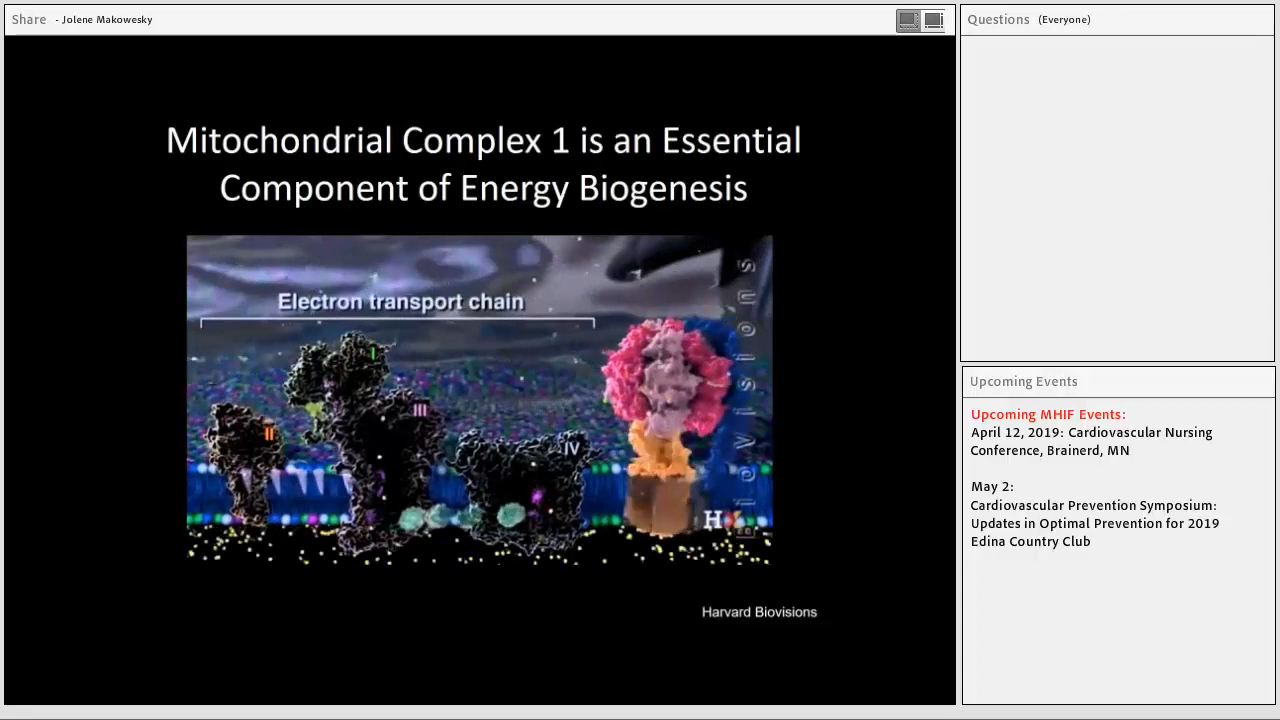 Share - Jolene Makowesky
Mitochondrial Complex 1 is an Essential
Component of Energy Biogenesis
Electron transport chain
I
II
III
IV
HX
Harvard Biovisions
Questions (Everyone)
Upcoming Events
Upcoming MHIF Events:
April 12, 2019: Cardiovascular Nursing
Conference, Brainerd, MN
May 2:
Cardiovascular Prevention Symposium:
Updates in Optimal Prevention for 2019
Edina Country Club